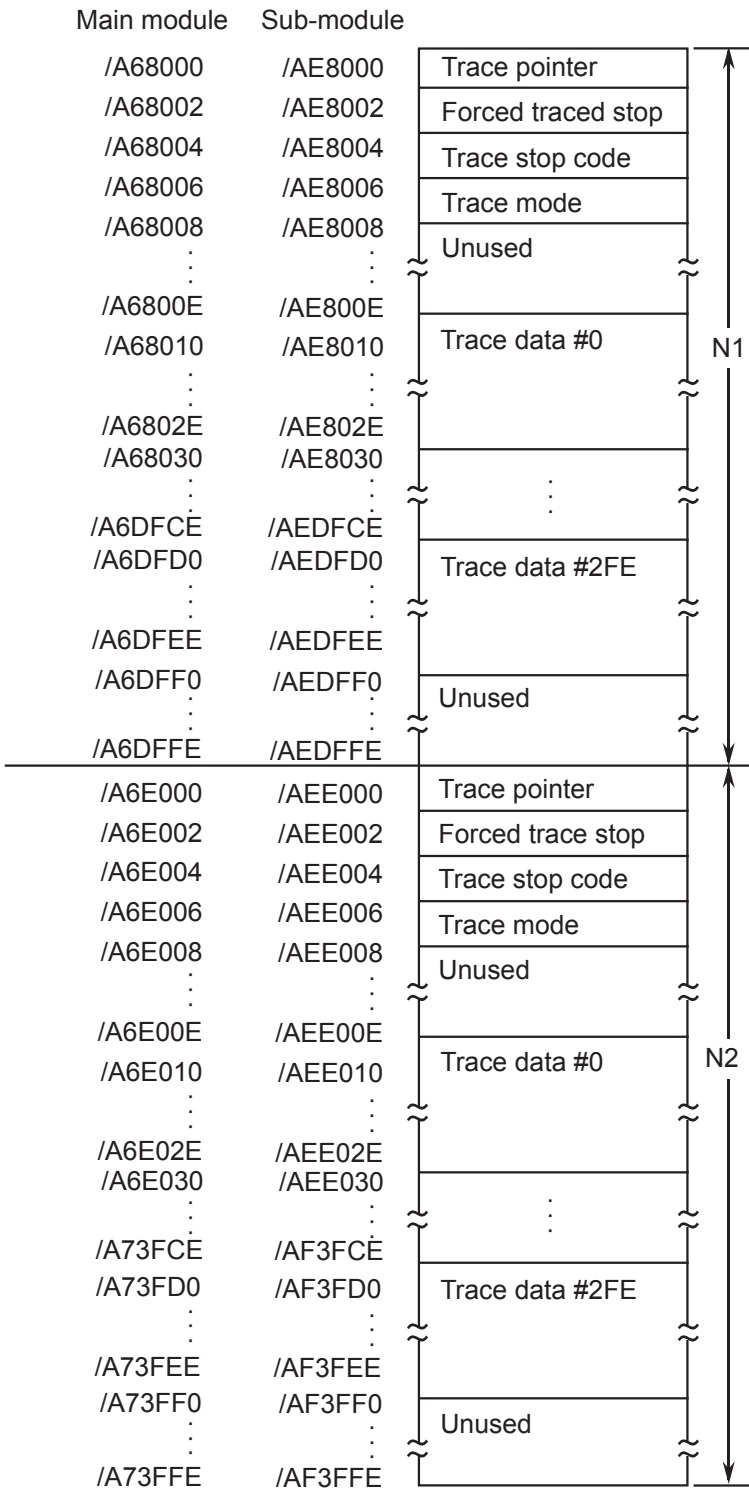 Main module Sub-module
/A68000 /AE8000 Trace pointer
/A68002 /AE8002 Forced traced stop
/A68004 /AE8004 Trace stop code
/A68006 /AE8006 Trace mode
/A68008 /AE8008 Unused
/A6800E /AE800E
/A68010 /AE8010 Trace data #0
N1
/A6802E /AE802E
/A68030 /AE8030
/A6DFCE /AEDFCE
/A6DFD0 /AEDFD0 Trace data #2FE
/A6DFEE /AEDFEE
/A6DFF0 /AEDFF0 Unused
/A6DFFE /AEDFFE
/A6E000 /AEE000 Trace pointer
/A6E002 /AEE002 Forced trace stop
/A6E004 /AEE004 Trace stop code
/A6E006 /AEE006 Trace mode
/A6E008 /AEE008 Unused
/A6E00E /AEE00E
/A6E010 /AEE010 Trace data #0
N2
/A6E02E /AEE02E
/A6E030 /AEE030
/A73FCE /AF3FCE
/A73FD0 /AF3FD0 Trace data #2FE
/A73FEE /AF3FEE
/A73FF0 /AF3FF0 Unused
/A73FFE /AF3FFE